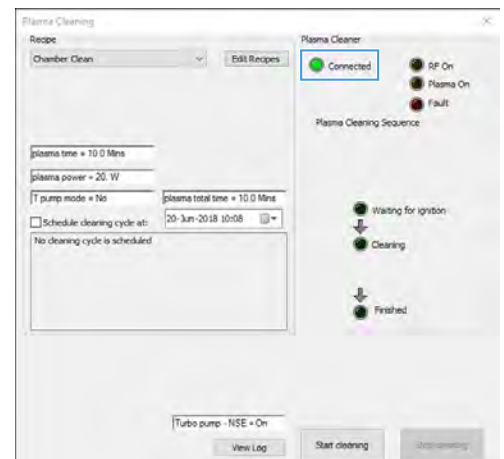 Plasma Cleaning
Recipe
Chamber Clean
Edit Recipes
plasma time = 10.0 Mins
plasma power = 20. W
T pump mode = No
plasma total time = 10.0 Mins
Schedule cleaning cycle at:
20-Jun-2018 10:08
No cleaning cycle is scheduled
Turbo pump - NSE = On
View Log
Plasma Cleaner
Connected
RF On
Plasma On
Fault
Plasma Cleaning Sequence
Waiting for ignition
Cleaning
Finished
Start cleaning
Stop cleaning